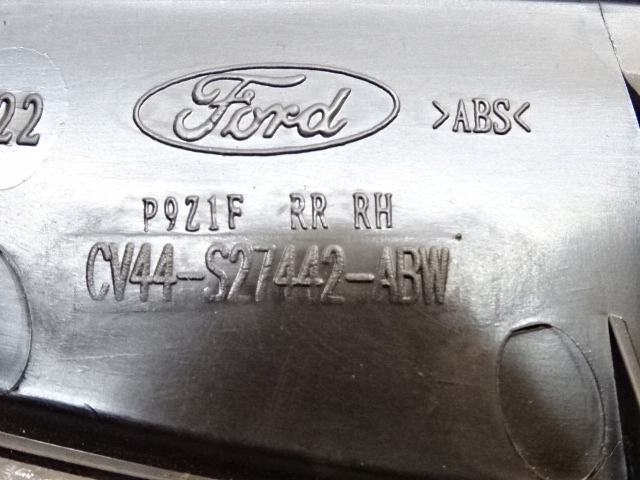 22
Ford
>ABS<
P9Z1F RR RH
CV44-S27442-ABW